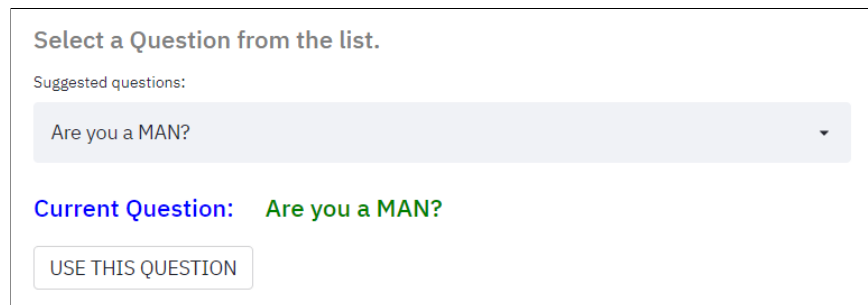 Select a Question from the list.
Suggested questions:
Are you a MAN?
Current Question: Are you a MAN?
USE THIS QUESTION